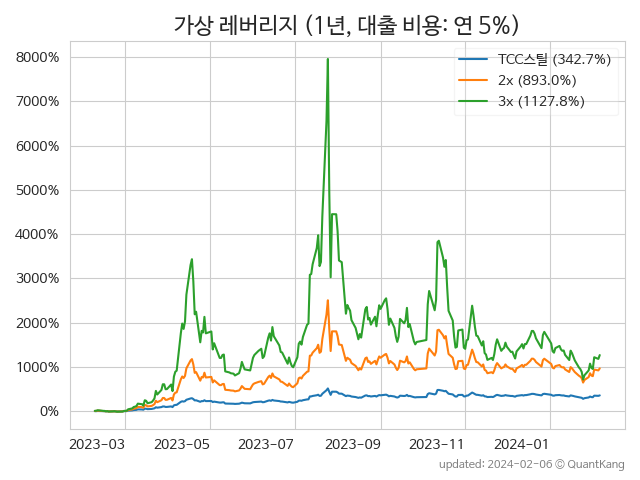 가상 레버리지 (1년, 대출 비용: 연 5%)
TCC스틸 (342.7%)
2x (893.0%)
3x (1127.8%)
8000%
7000%
6000%
5000%
4000%
3000%
2000%
1000%
0%
2023-03 2023-05 2023-07 2023-09 2023-11 2024-01
updated: 2024-02-06 © QuantKang